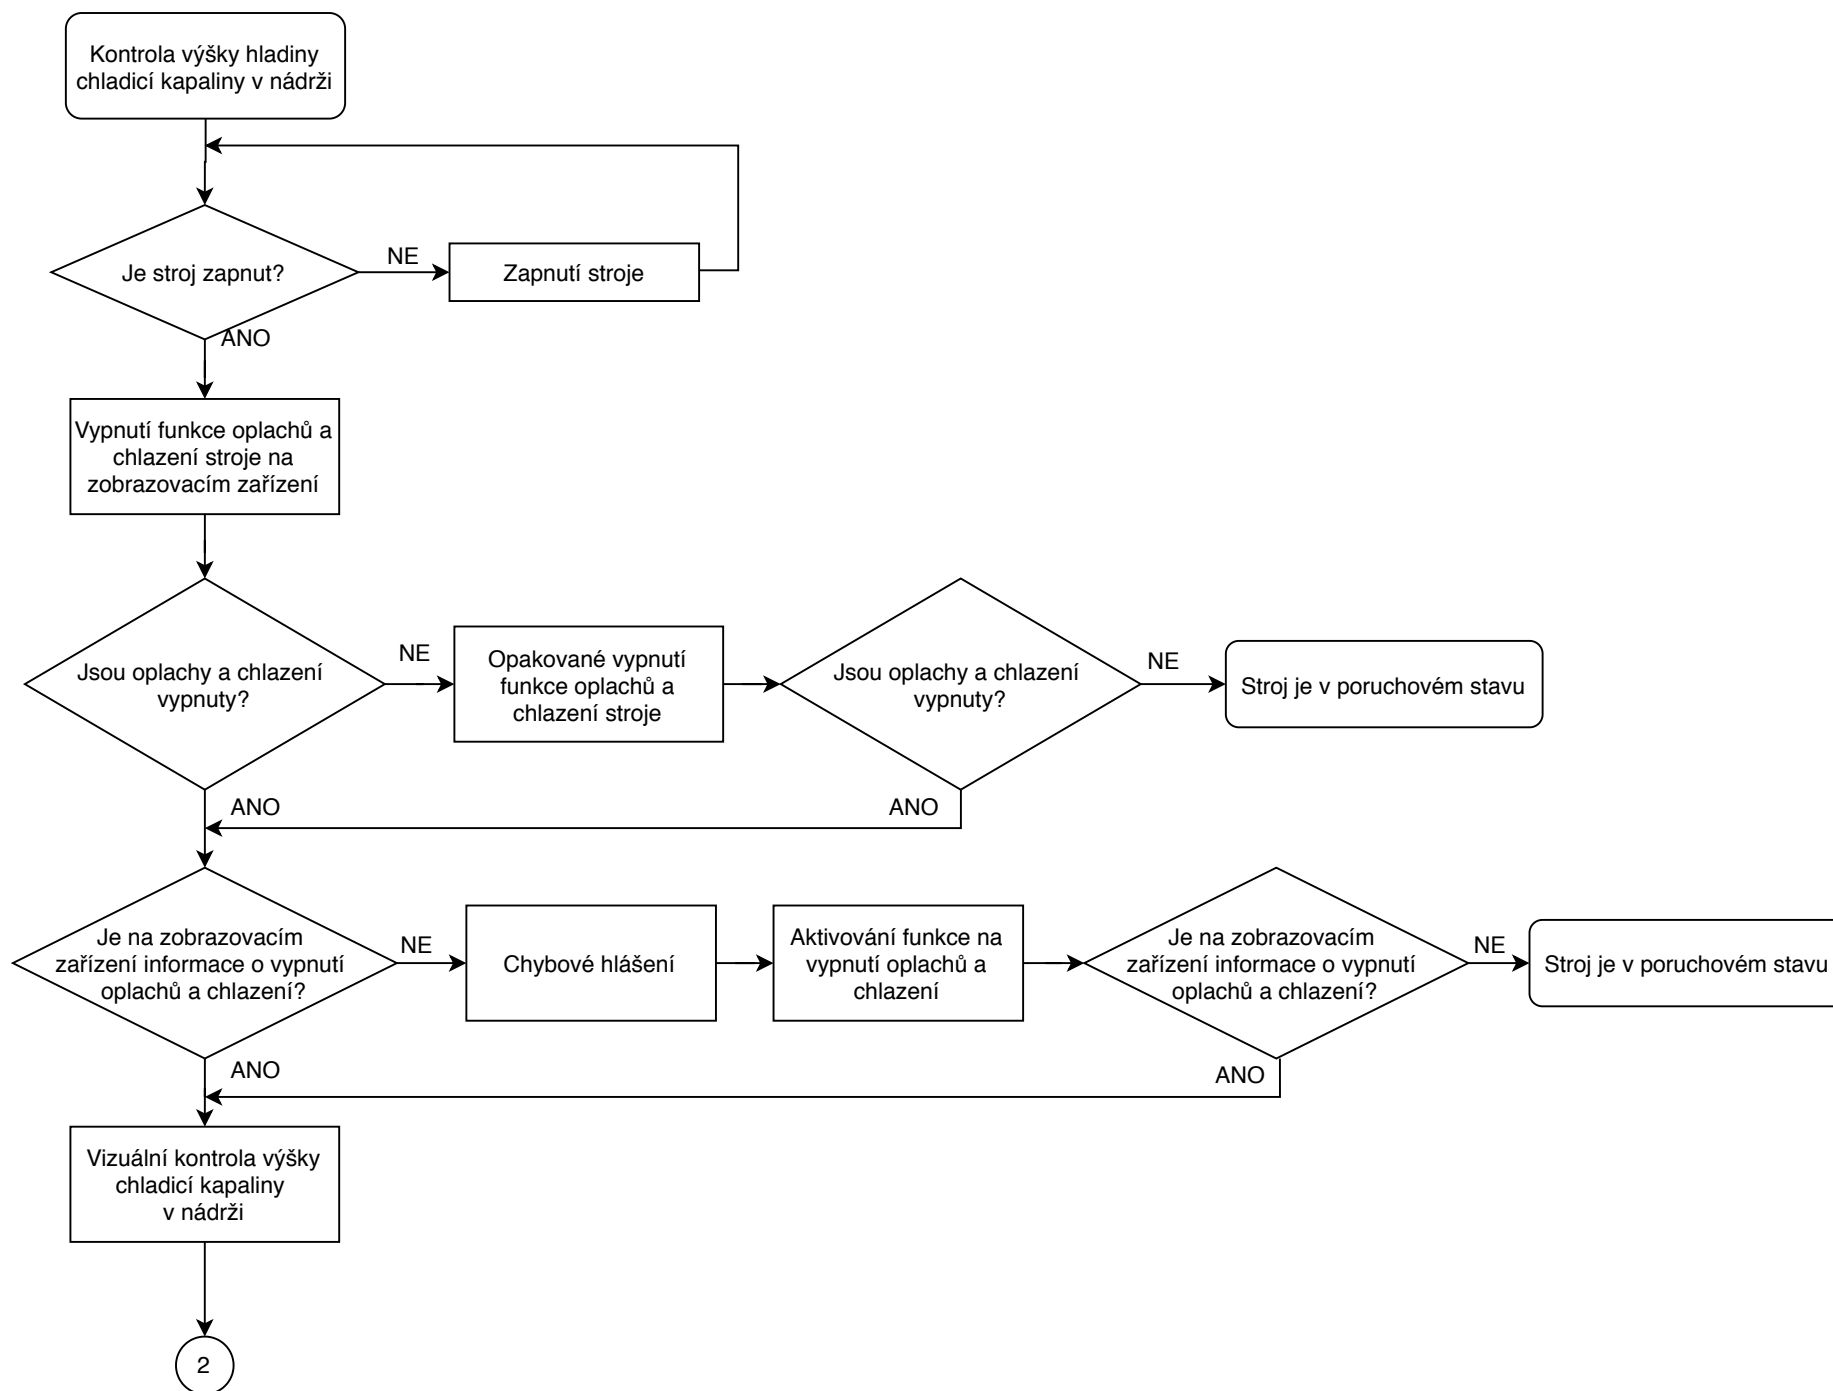 Kontrola výšky hladiny
chladicí kapaliny v nádrži
Je stroj zapnut?
NE
Zapnutí stroje
ANO
Vypnutí funkce oplachů a
chlazení stroje na
zobrazovacím zařízení
Jsou oplachy a chlazení
vypnuty?
NE
Opakované vypnutí
funkce oplachů a
chlazení stroje
Jsou oplachy a chlazení
vypnuty?
NE
Stroj je v poruchovém stavu
ANO
ANO
Je na zobrazovacím
zařízení informace o vypnutí
oplachů a chlazení?
NE
Chybové hlášení
Aktivování funkce na
vypnutí oplachů a
chlazení
Je na zobrazovacím
zařízení informace o vypnutí
oplachů a chlazení?
NE
Stroj je v poruchovém stavu
ANO
ANO
Vizuální kontrola výšky
chladicí kapaliny
v nádrži
2